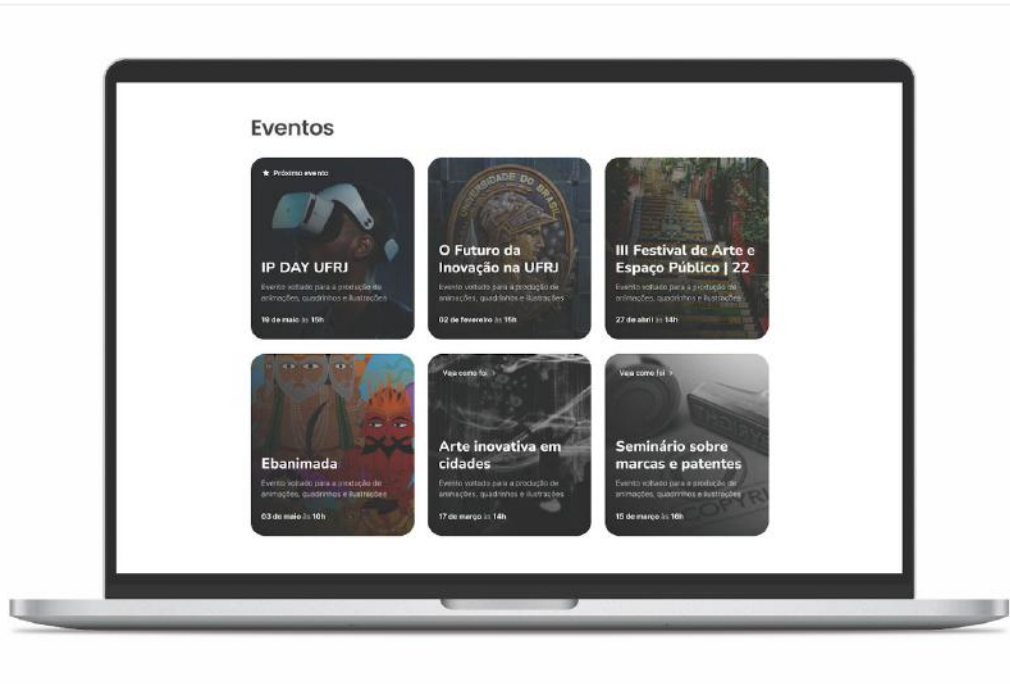 Eventos
Próximo evento
IP DAY UFRJ
Evento voltado para a produção de
animações, quadrinhos e ilustrações
19 de maio às 15h
UNIVERSIDADE DO BRASIL
O Futuro da
Inovação na UFRJ
Evento voltado para a produção de
animações, quadrinhos e ilustrações
02 de fevereiro às 15h
III Festival de Arte e
Espaço Público | 22
Evento voltado para a produção de
animações, quadrinhos e ilustrações
27 de abril às 14h
Ebanimada
Evento voltado para a produção de
animações, quadrinhos e ilustrações
03 de maio às 10h
Veja como foi
Arte inovativa em
cidades
Evento voltado para a produção de
animações, quadrinhos e ilustrações
17 de março às 14h
Veja como foi
Seminário sobre
marcas e patentes
Evento voltado para a produção de
animações, quadrinhos e ilustrações
15 de março às 16h